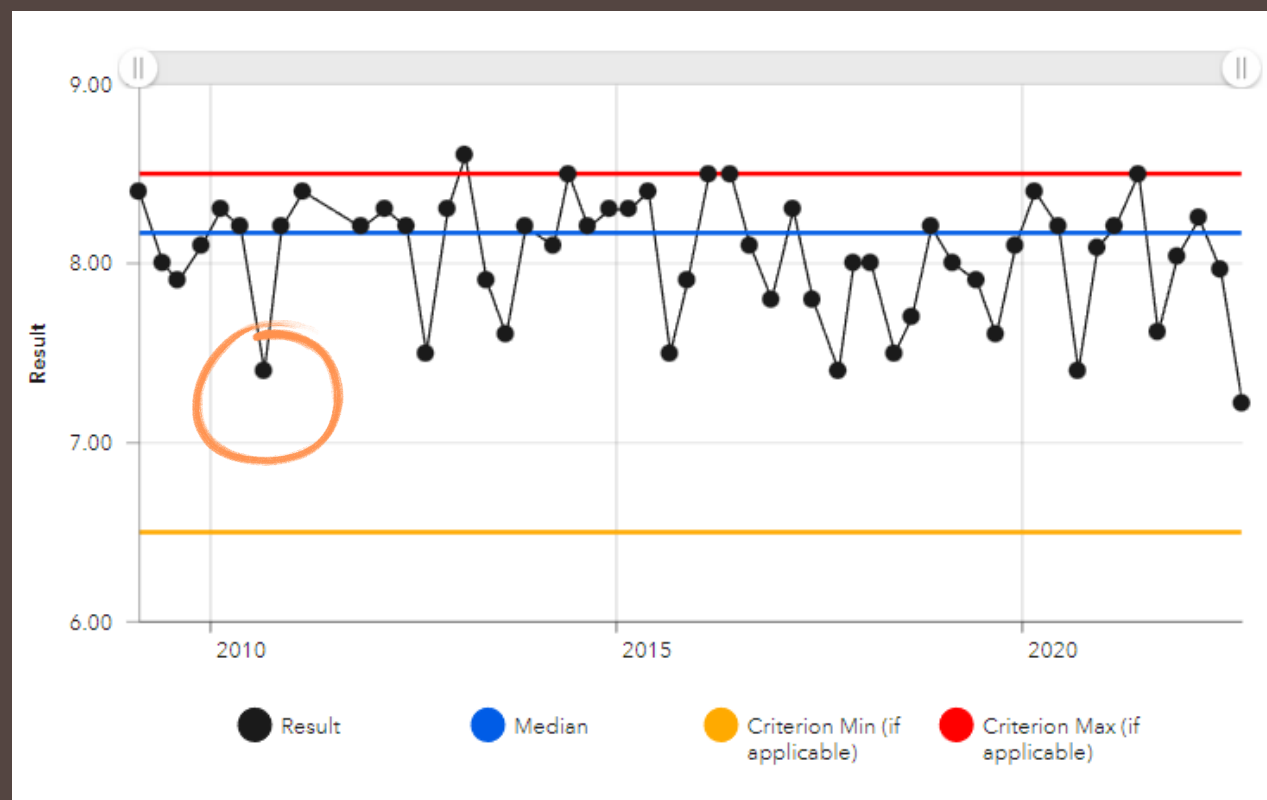 9.00
8.00
7.00
6.00
Result
2010
2015
2020
Result
Median
Criterion Min (if
applicable)
Criterion Max (if
applicable)